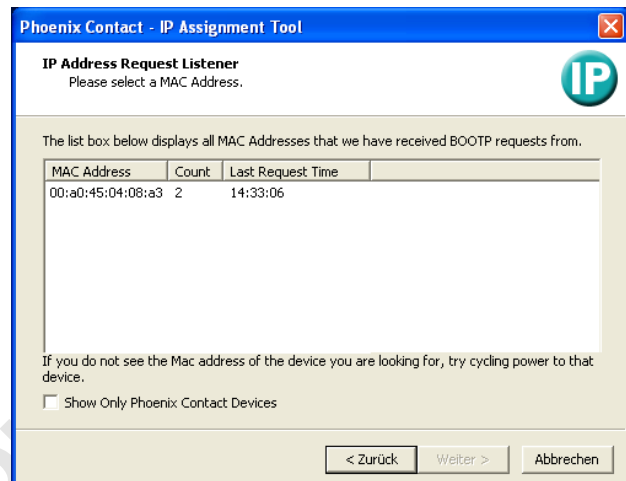 Phoenix Contact - IP Assignment Tool
IP Address Request Listener
Please select a MAC Address.
IP
The list box below displays all MAC Addresses that we have received BOOTP requests from.
MAC Address Count Last Request Time
00:a0:45:04:08:a3 2 14:33:06
If you do not see the Mac address of the device you are looking for, try cycling power to that
device.
Show Only Phoenix Contact Devices
< Zurück Weiter > Abbrechen